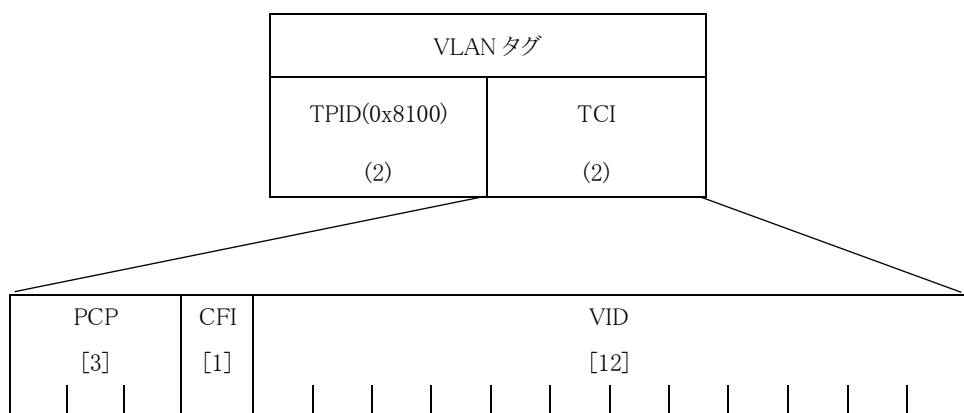 VLAN タグ
TPID(0x8100) TCI
(2) (2)
PCP CFI VID
[3] [1] [12]